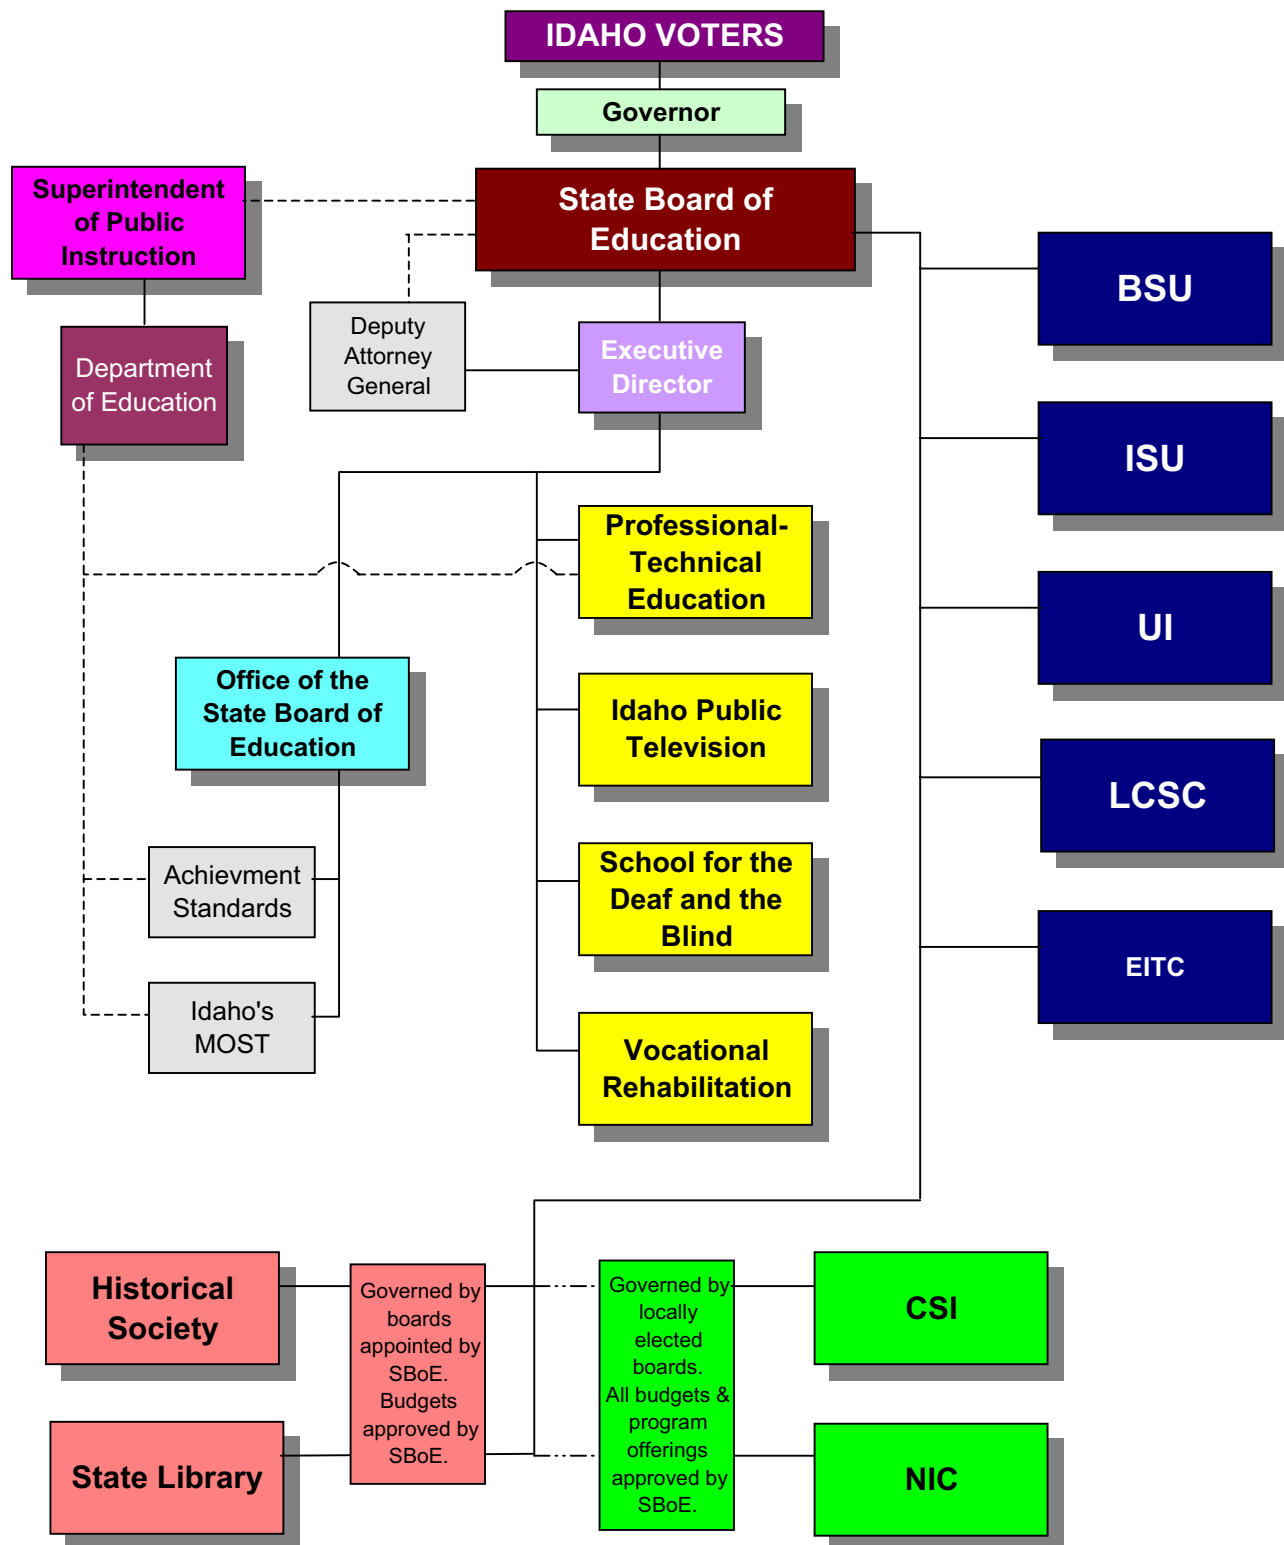 IDAHO VOTERS
Governor
Superintendent
of Public
Instruction
State Board of
Education
BSU
Deputy
Attorney
General
Executive
Director
Department
of Education
ISU
Professional-
Technical
Education
UI
Office of the
State Board of
Education
Idaho Public
Television
LCSC
Achievment
Standards
School for the
Deaf and the
Blind
EITC
Idaho's
MOST
Vocational
Rehabilitation
Historical
Society
Governed by
boards
appointed by
SBoE.
Budgets
approved by
SBoE.
Governed by
locally
elected
boards.
All budgets &
program
offerings
approved by
SBoE.
CSI
State Library
NIC